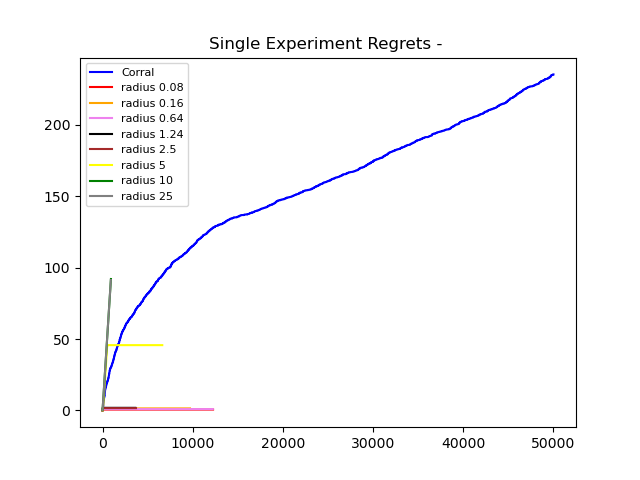 Single Experiment Regrets -
Corral
radius 0.08
radius 0.16
radius 0.64
radius 1.24
radius 2.5
radius 5
radius 10
radius 25
200
150
100
50
0
0 10000 20000 30000 40000 50000